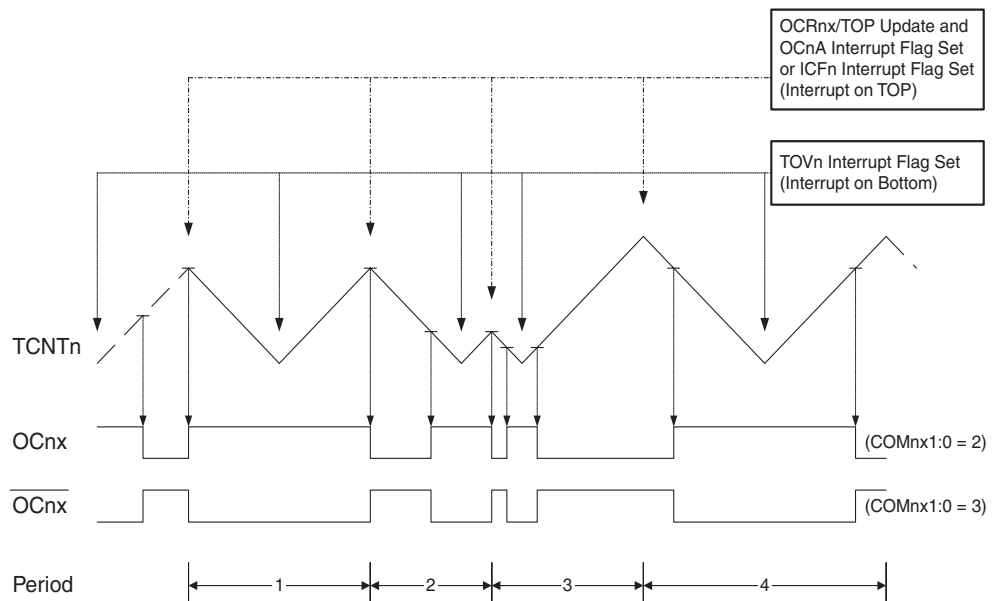 OCRnx/TOP Update and
OCnA Interrupt Flag Set
or ICFn Interrupt Flag Set
(Interrupt on TOP)
TOVn Interrupt Flag Set
(Interrupt on Bottom)
TCNTn
OCnx
(COMnx1:0 = 2)
OCnx
(COMnx1:0 = 3)
Period
1
2
3
4